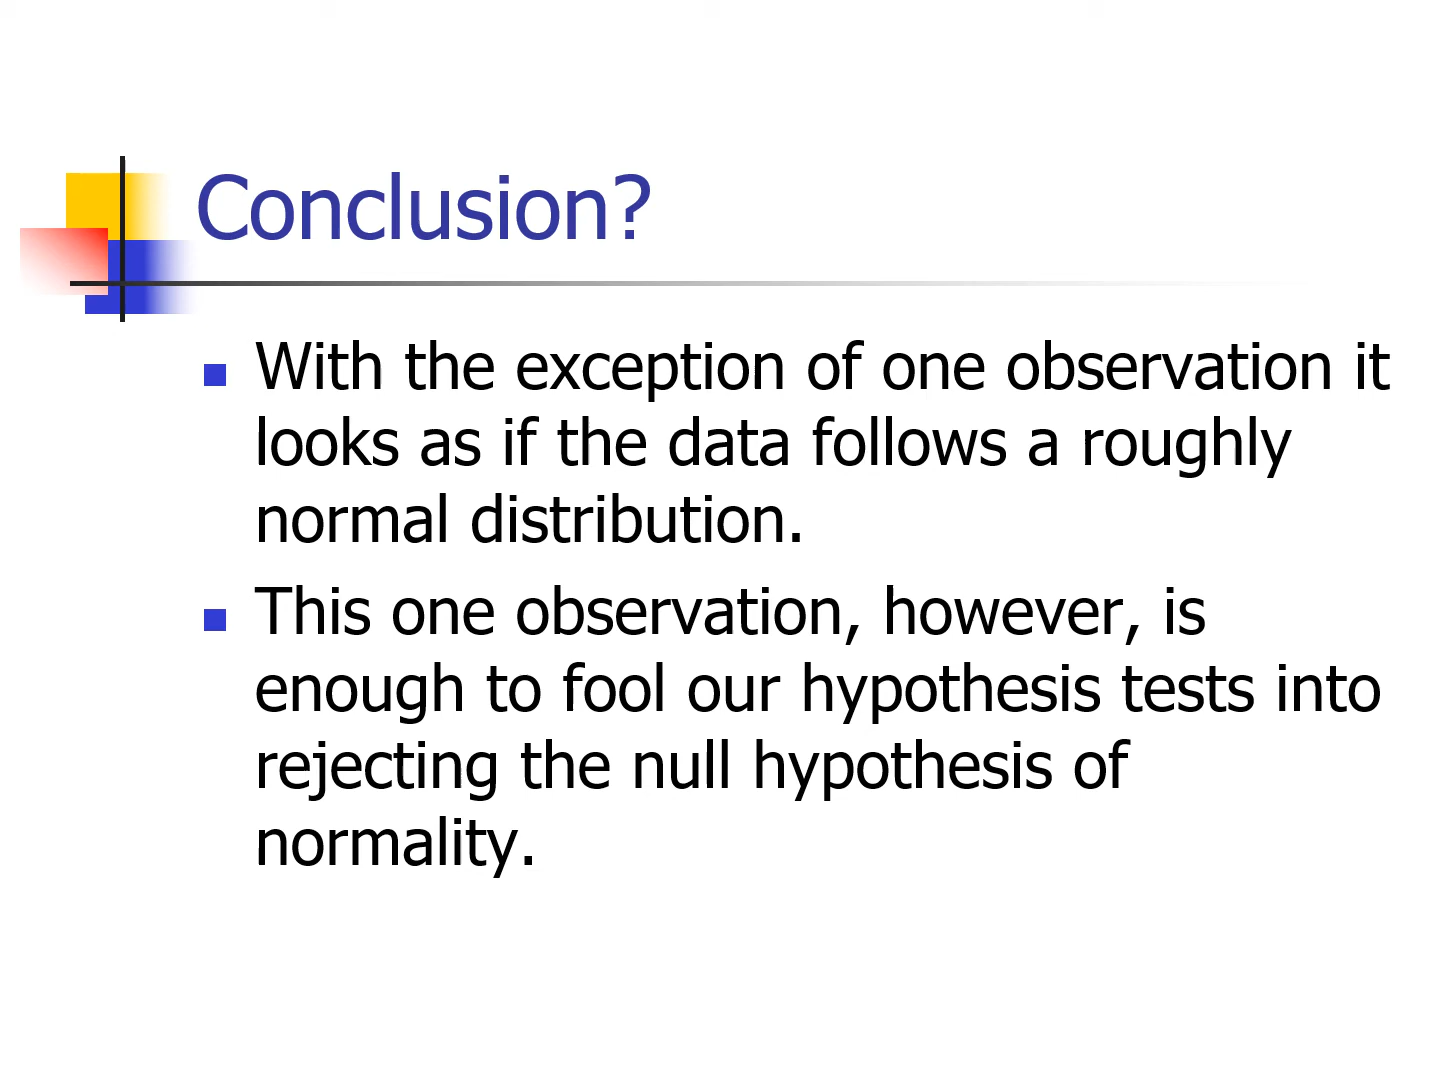 Conclusion?
With the exception of one observation it
looks as if the data follows a roughly
normal distribution.
This one observation, however, is
enough to fool our hypothesis tests into
rejecting the null hypothesis of
normality.